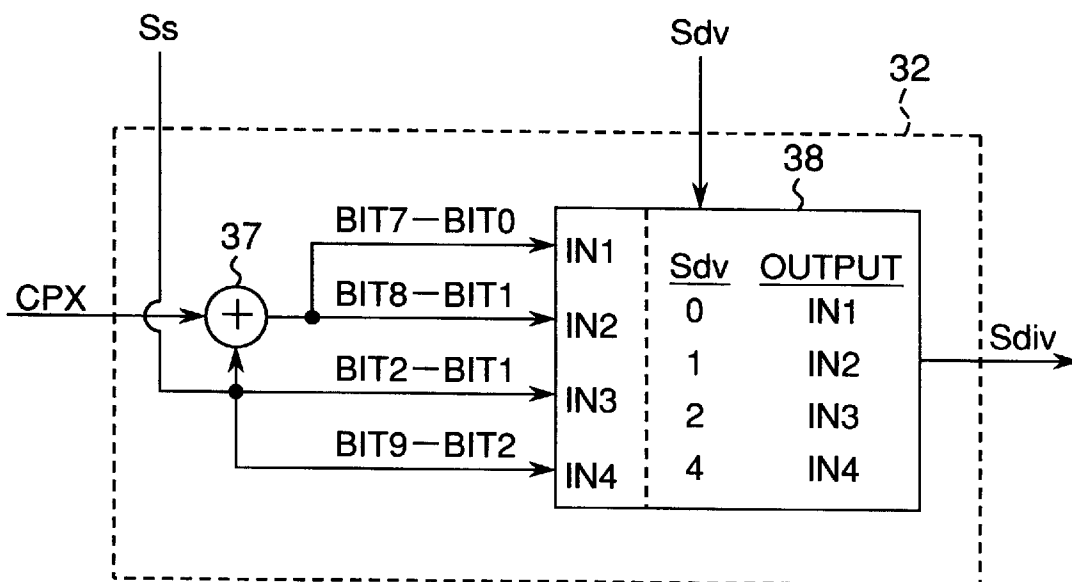 Ss
Sdv
32
38
37
BIT7—BIT0
IN1
Sdv OUTPUT
CPX
+
BIT8—BIT1
IN2
0 IN1
Sdiv
1 IN2
BIT2—BIT1
IN3
2 IN3
BIT9—BIT2
IN4
4 IN4